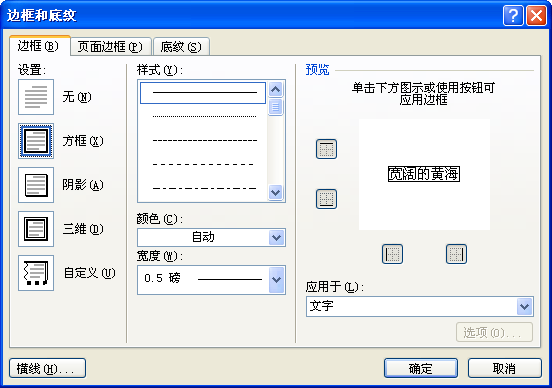 边框和底纹
边框(B)
页面边框(P)
底纹(S)
设置:
无(N)
方框(X)
阴影(A)
三维(D)
自定义(U)
样式(Y):
颜色(C):
自动
宽度(W):
0.5 磅
预览
单击下方图示或使用按钮可
应用边框
宽阔的黄海
应用于(L):
文字
选项(O)...
横线(H)...
确定
取消